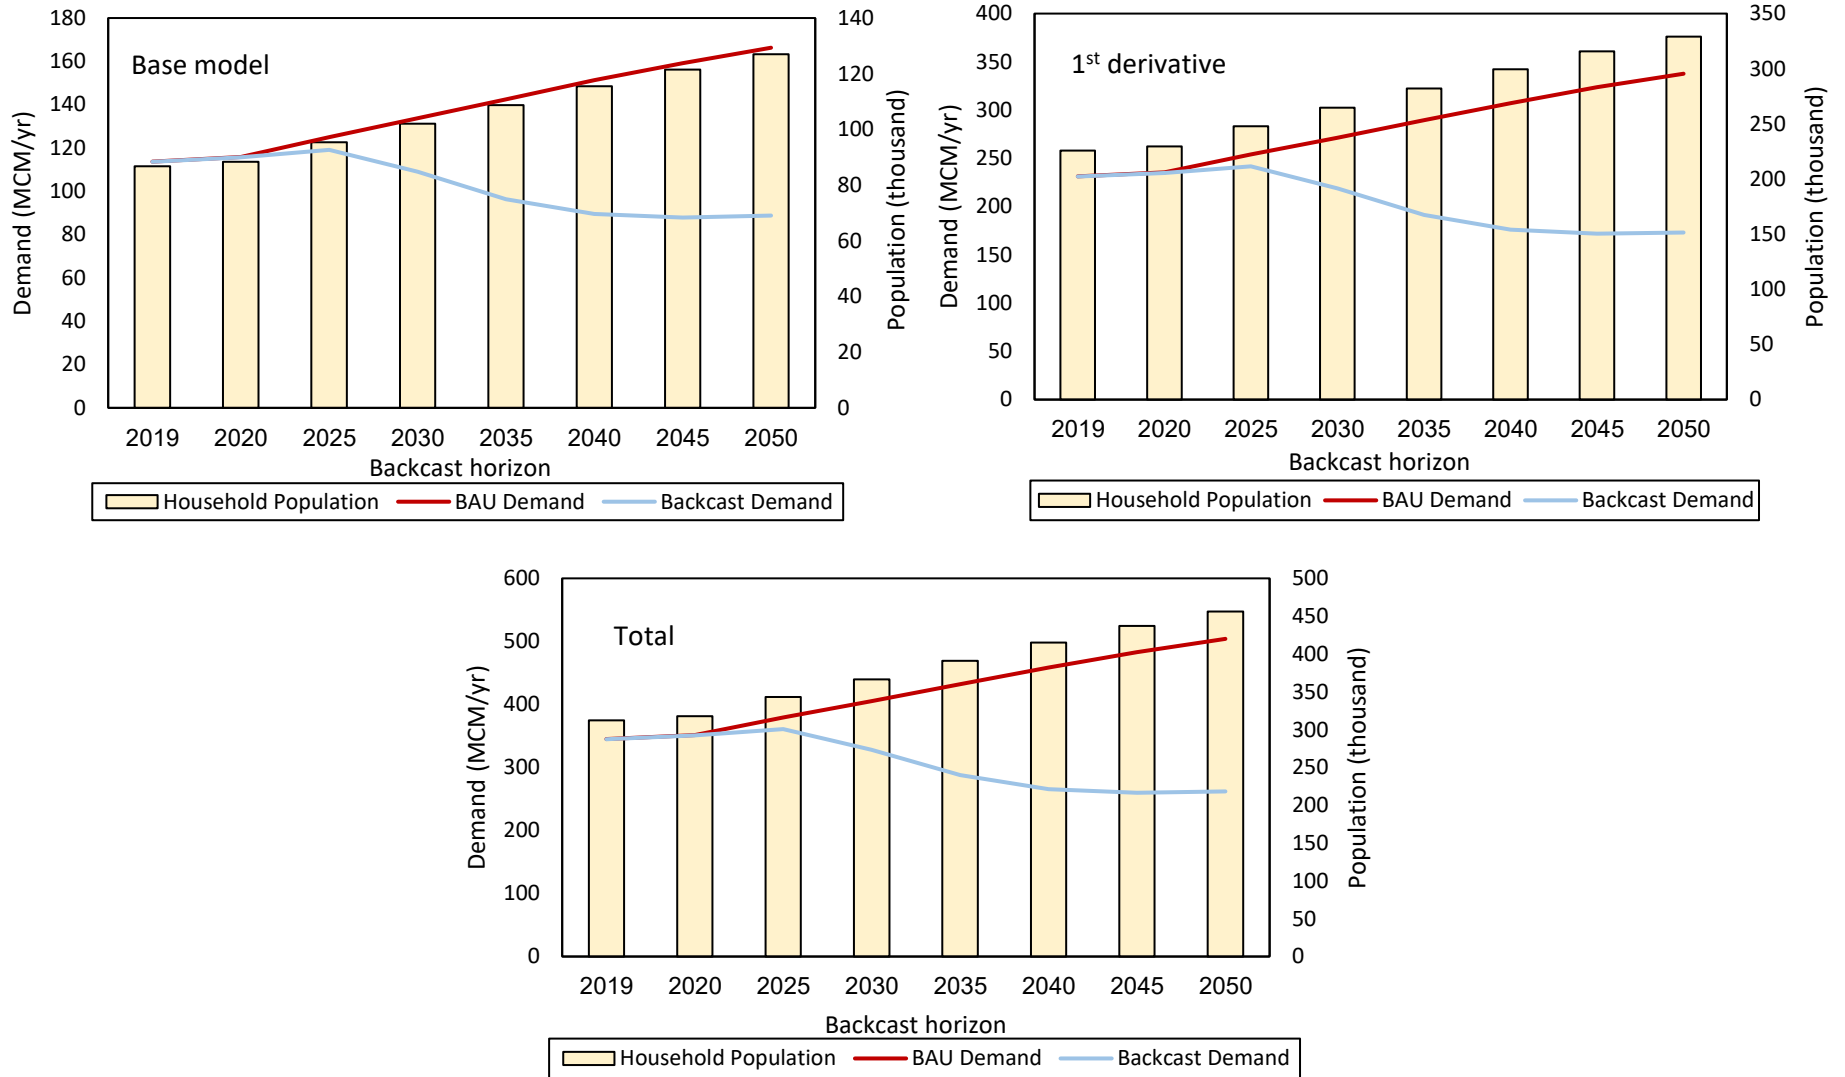 Base model
Demand (MCM/yr)
180
160
140
120
100
80
60
40
20
0
140
120
100
80
60
40
20
0
Population (thousand)
2019 2020 2025 2030 2035 2040 2045 2050
Backcast horizon
Household Population BAU Demand Backcast Demand
1st derivative
Demand (MCM/yr)
400
350
300
250
200
150
100
50
0
350
300
250
200
150
100
50
0
Population (thousand)
2019 2020 2025 2030 2035 2040 2045 2050
Backcast horizon
Household Population BAU Demand Backcast Demand
Total
Demand (MCM/yr)
600
500
400
300
200
100
0
500
450
400
350
300
250
200
150
100
50
0
Population (thousand)
2019 2020 2025 2030 2035 2040 2045 2050
Backcast horizon
Household Population BAU Demand Backcast Demand